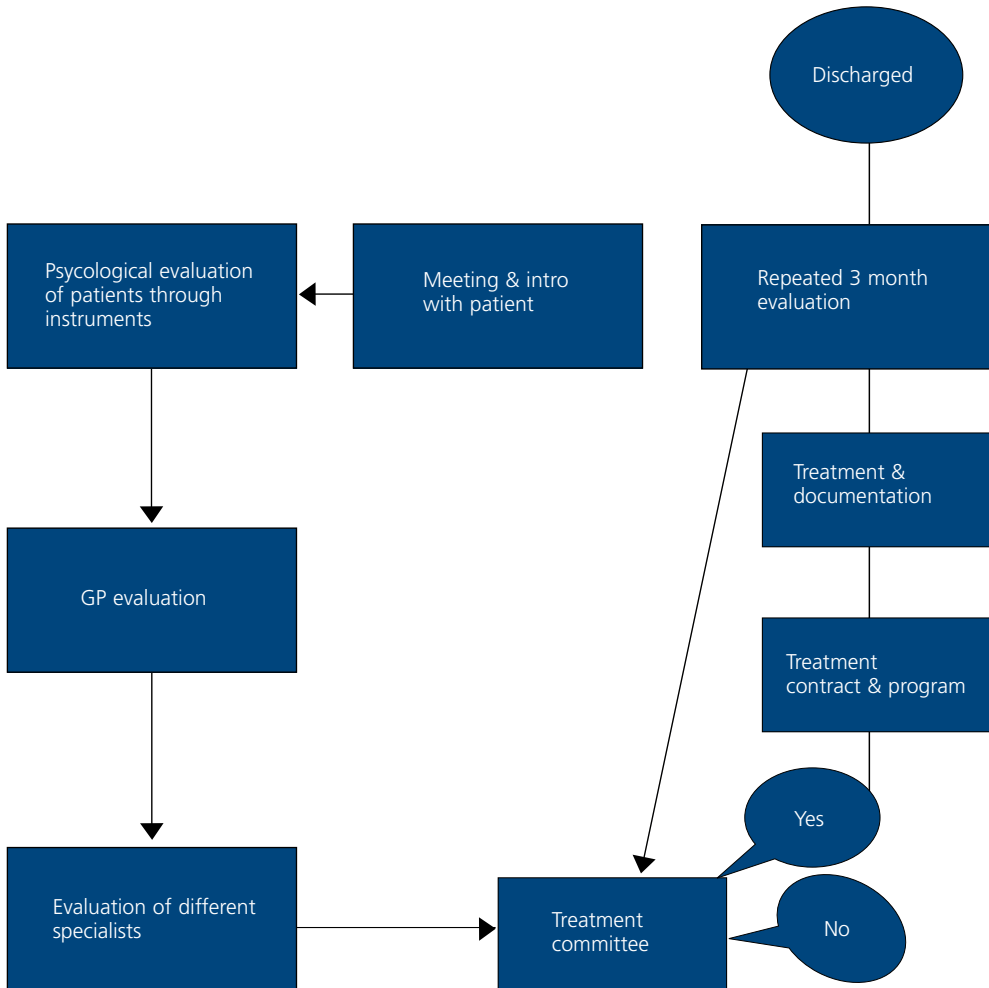 Discharged
Psycological evaluation
of patients through
instruments
Meeting & intro
with patient
Repeated 3 month
evaluation
Treatment &
documentation
GP evaluation
Treatment
contract & program
Yes
Evaluation of different
specialists
Treatment
committee
No